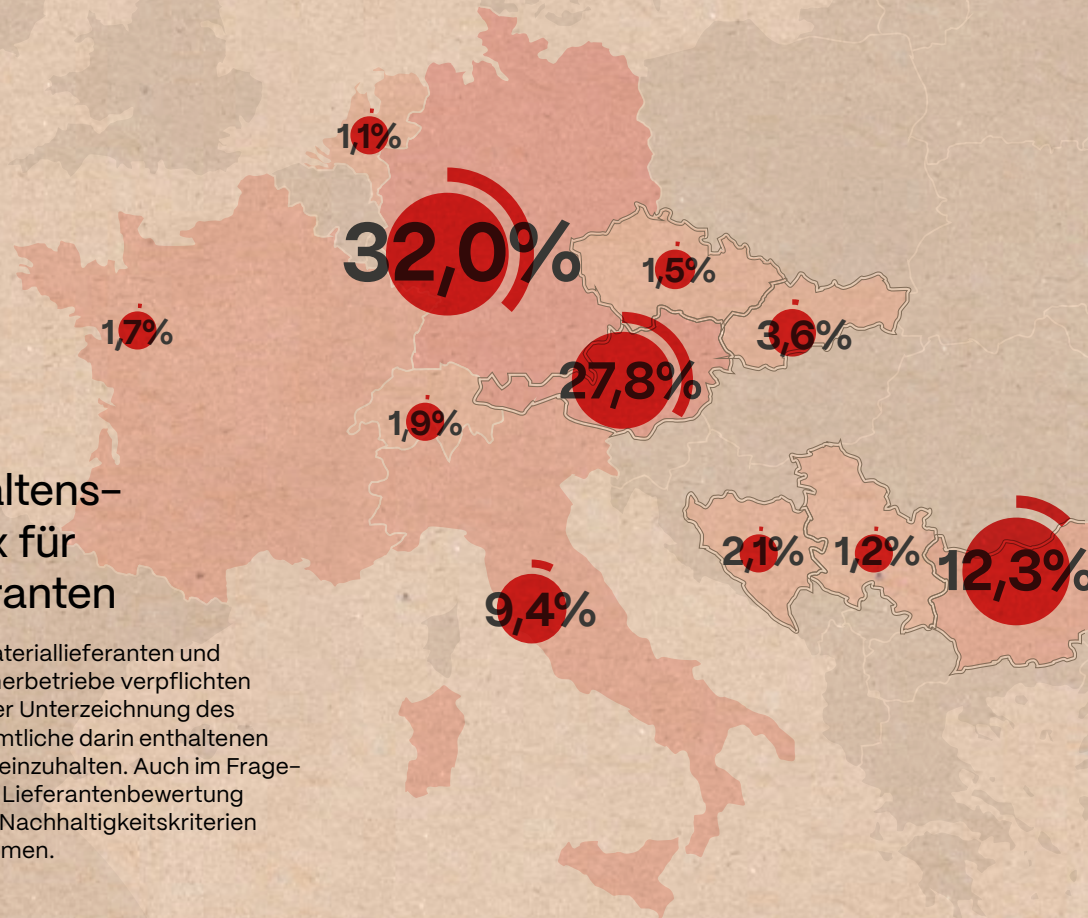 1,1%
32,0%
1,5%
1,7%
3,6%
27,8%
1,9%
2,1%
1,2%
12,3%
9,4%
altens–
x für
ranten
ateriallieferanten und
nerbetriebe verpflichten
er Unterzeichnung des
mtliche darin enthaltenen
einzuhalten. Auch im Frage–
Lieferantenbewertung
Nachhaltigkeitskriterien
men.